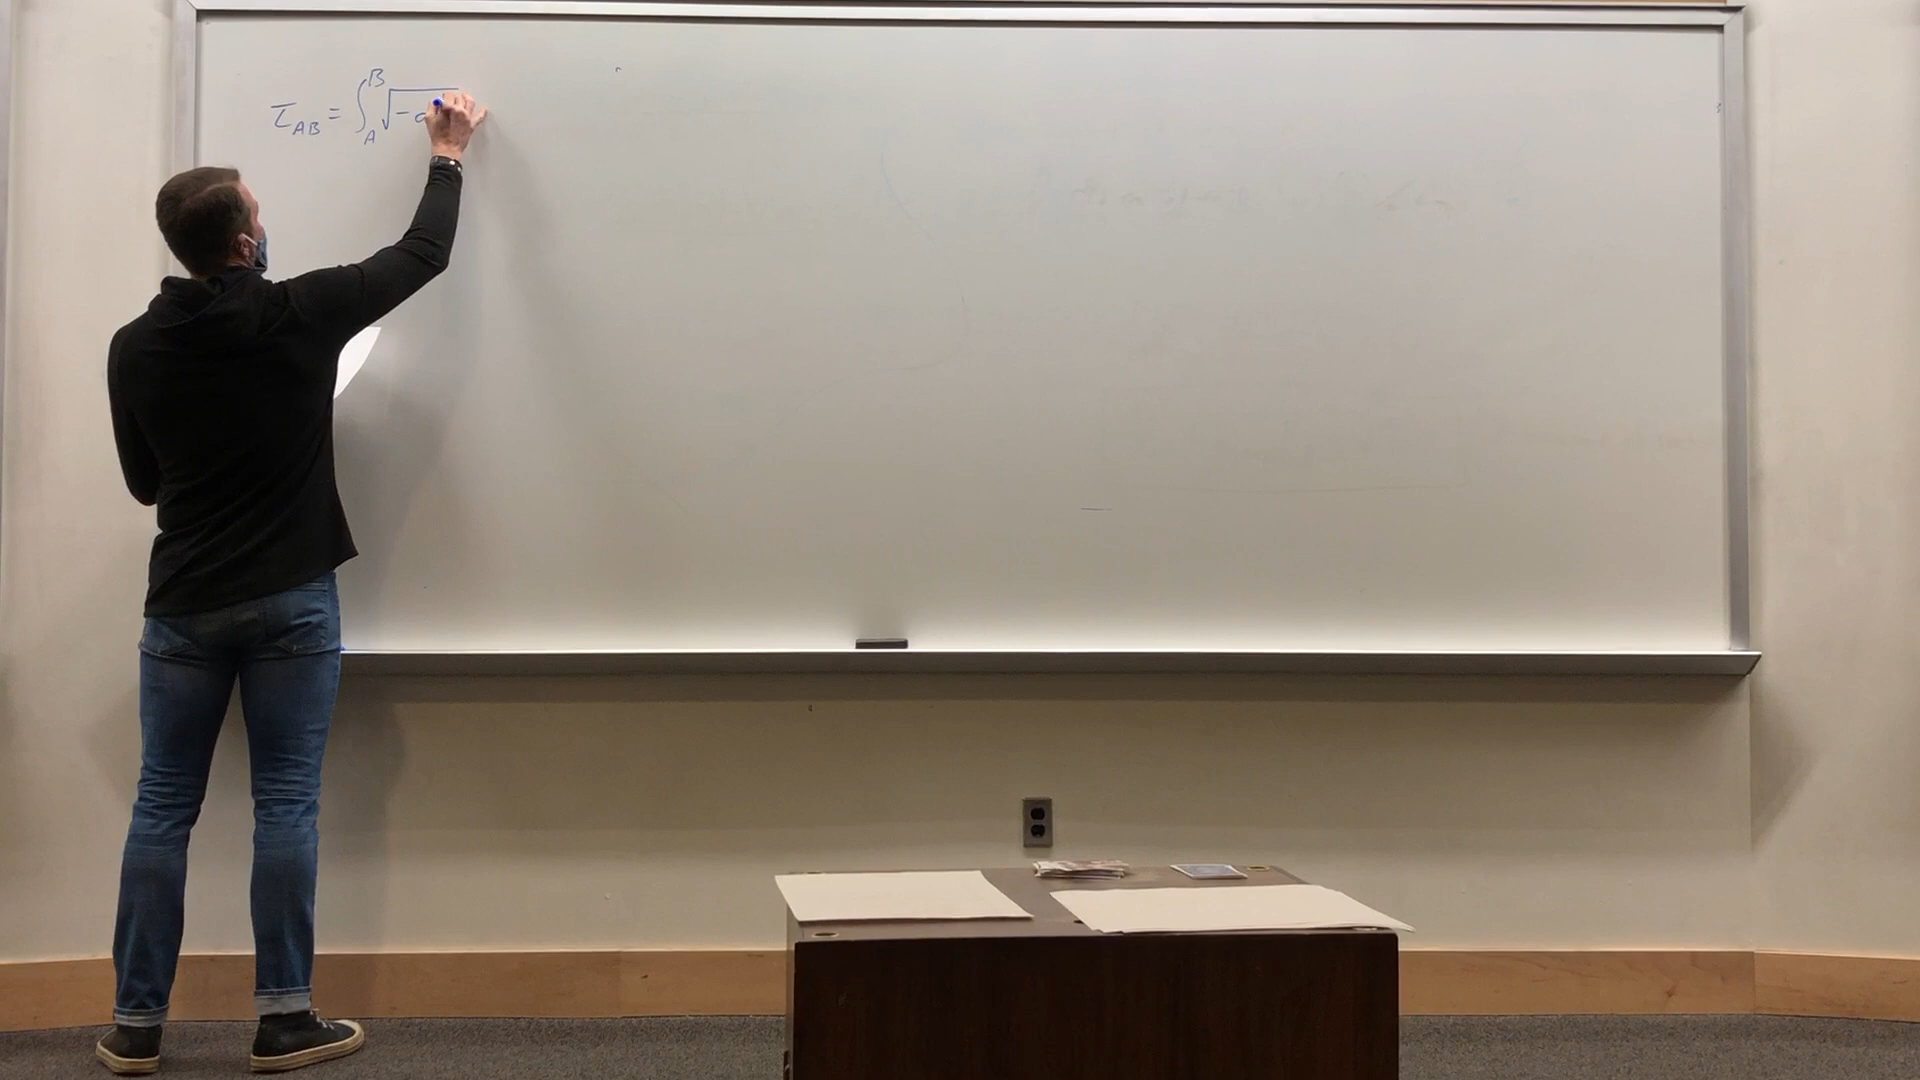 τ_AB = ∫_A^B √-d